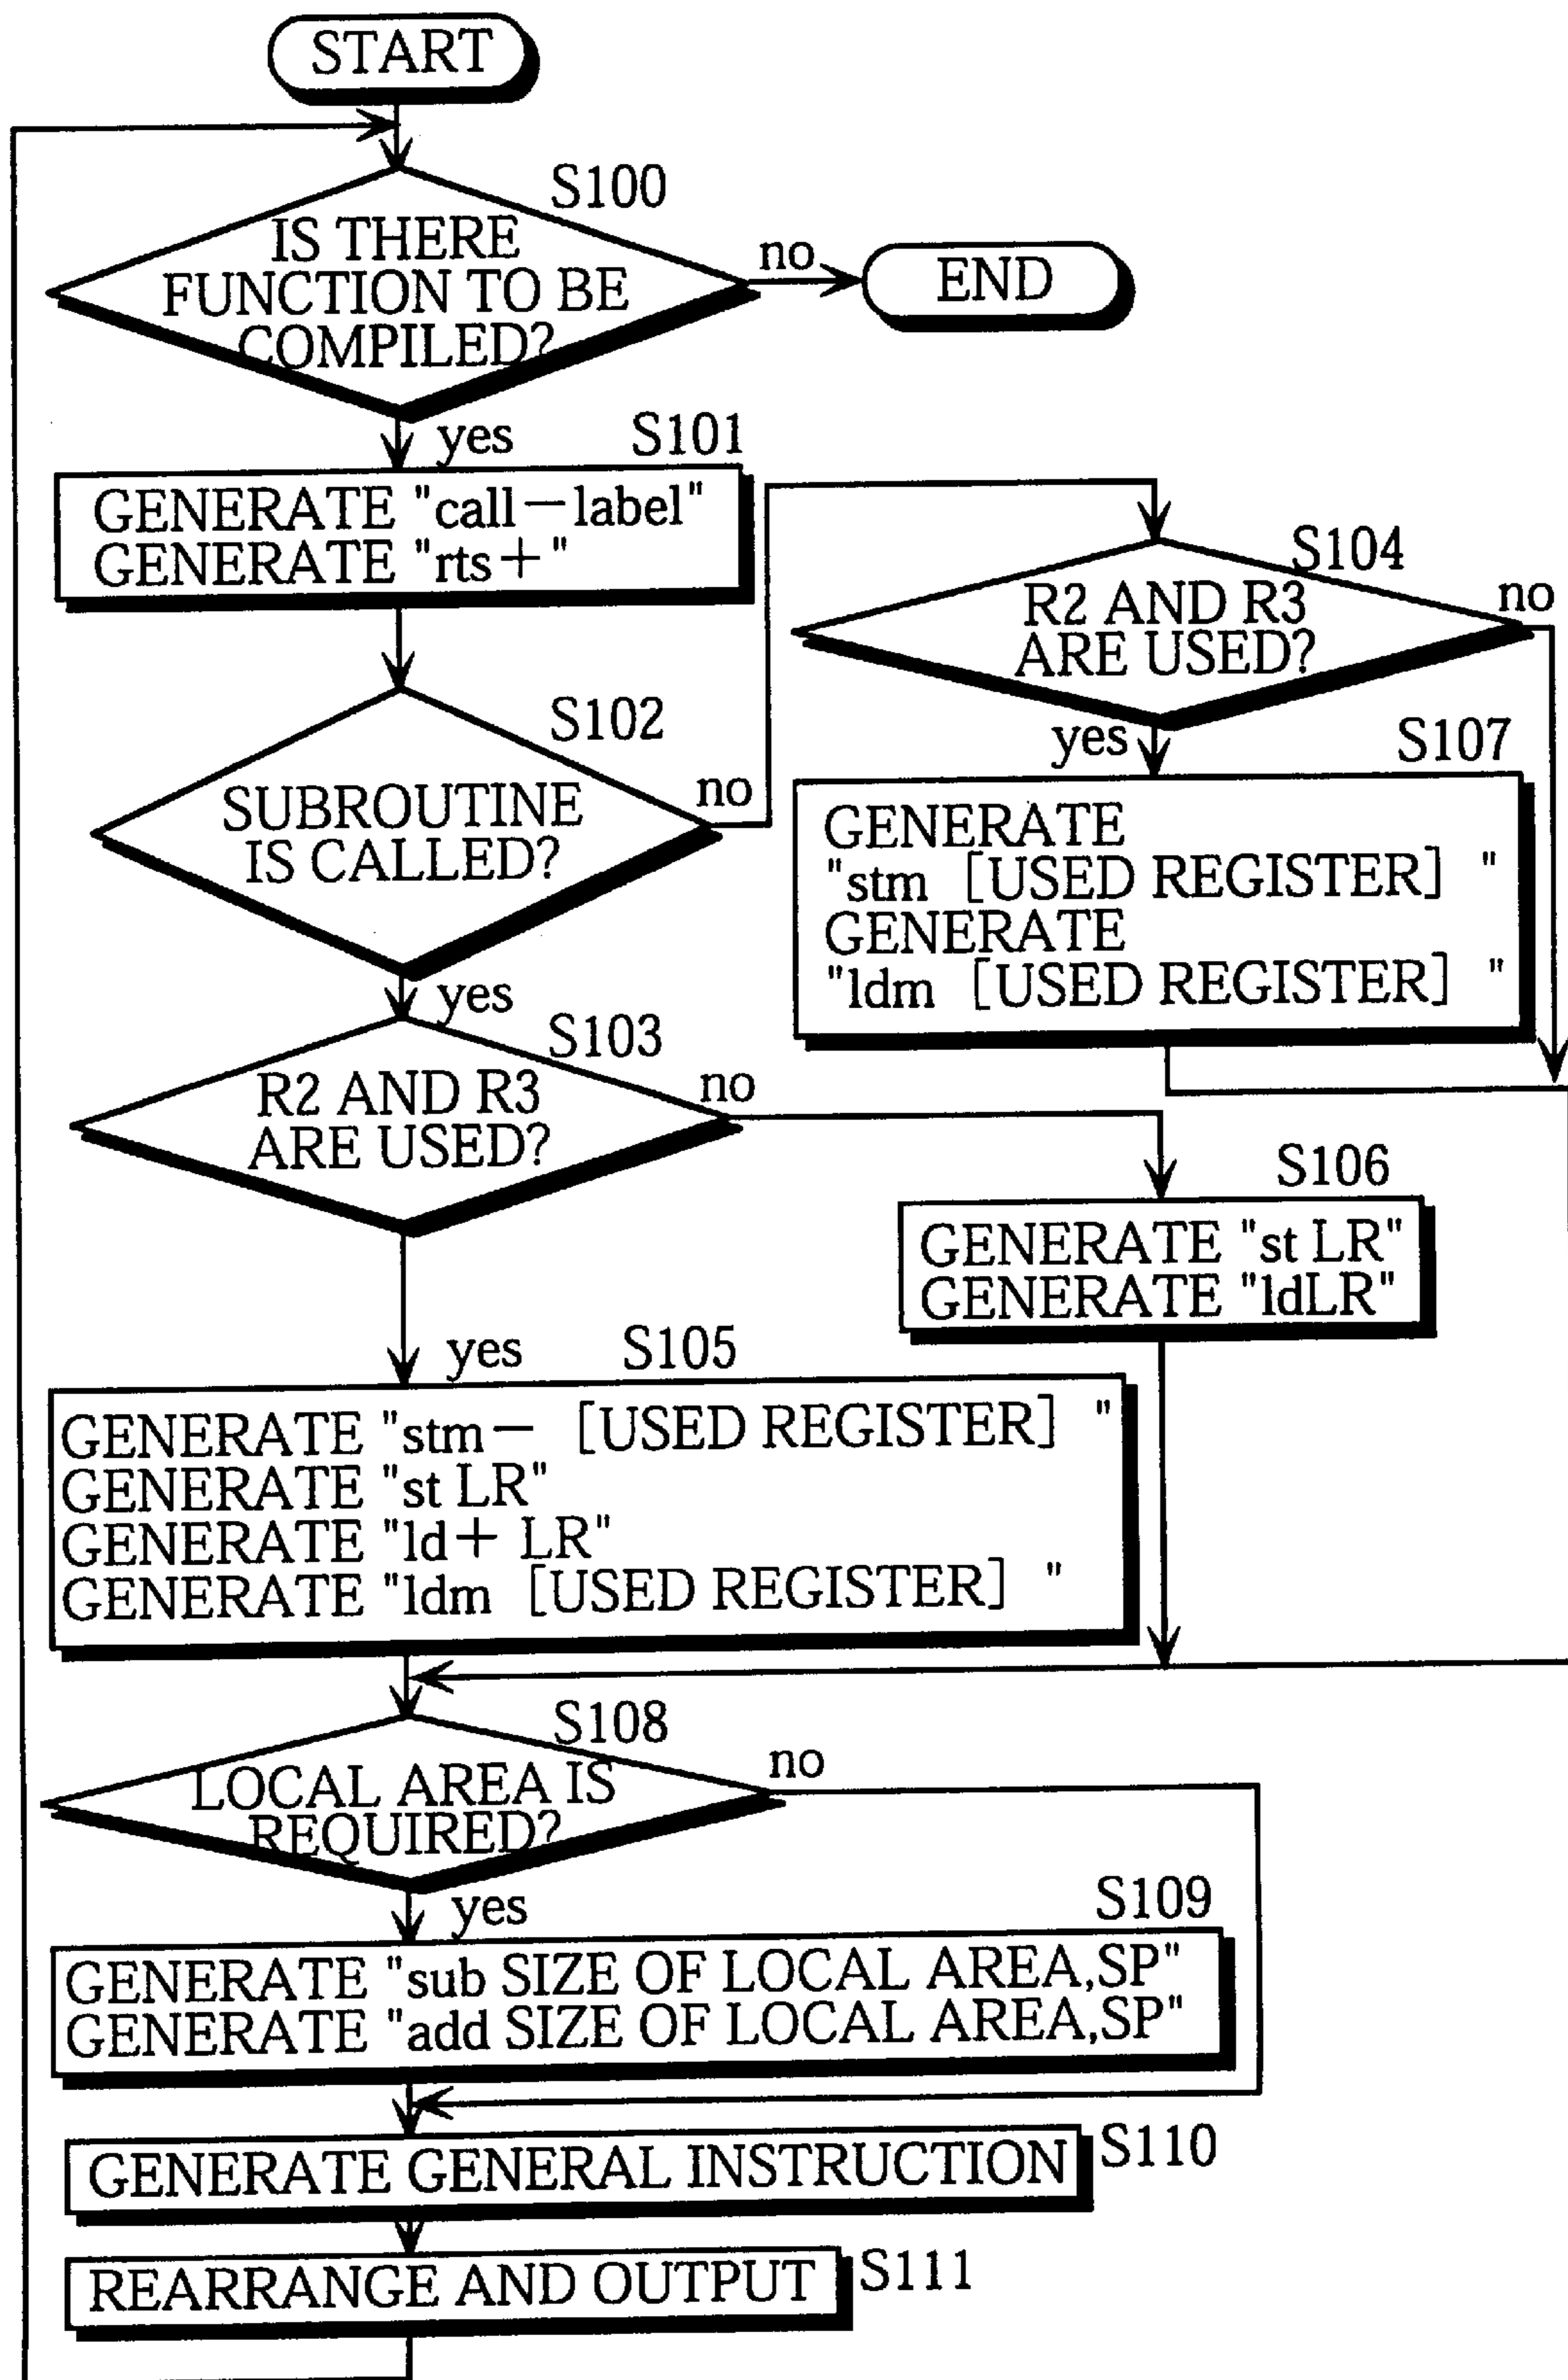 START
S100
IS THERE
FUNCTION TO BE
COMPILED?
no
END
yes
S101
GENERATE "call—label"
GENERATE "rts+"
S102
SUBROUTINE
IS CALLED?
no
S104
R2 AND R3
ARE USED?
no
yes
S107
GENERATE
"stm [USED REGISTER] "
GENERATE
"ldm [USED REGISTER] "
yes
S103
R2 AND R3
ARE USED?
no
S106
GENERATE "st LR"
GENERATE "ldLR"
yes
S105
GENERATE "stm— [USED REGISTER] "
GENERATE "st LR"
GENERATE "ld+ LR"
GENERATE "ldm [USED REGISTER] "
S108
LOCAL AREA IS
REQUIRED?
no
yes
S109
GENERATE "sub SIZE OF LOCAL AREA,SP"
GENERATE "add SIZE OF LOCAL AREA,SP"
GENERATE GENERAL INSTRUCTION
S110
REARRANGE AND OUTPUT
S111